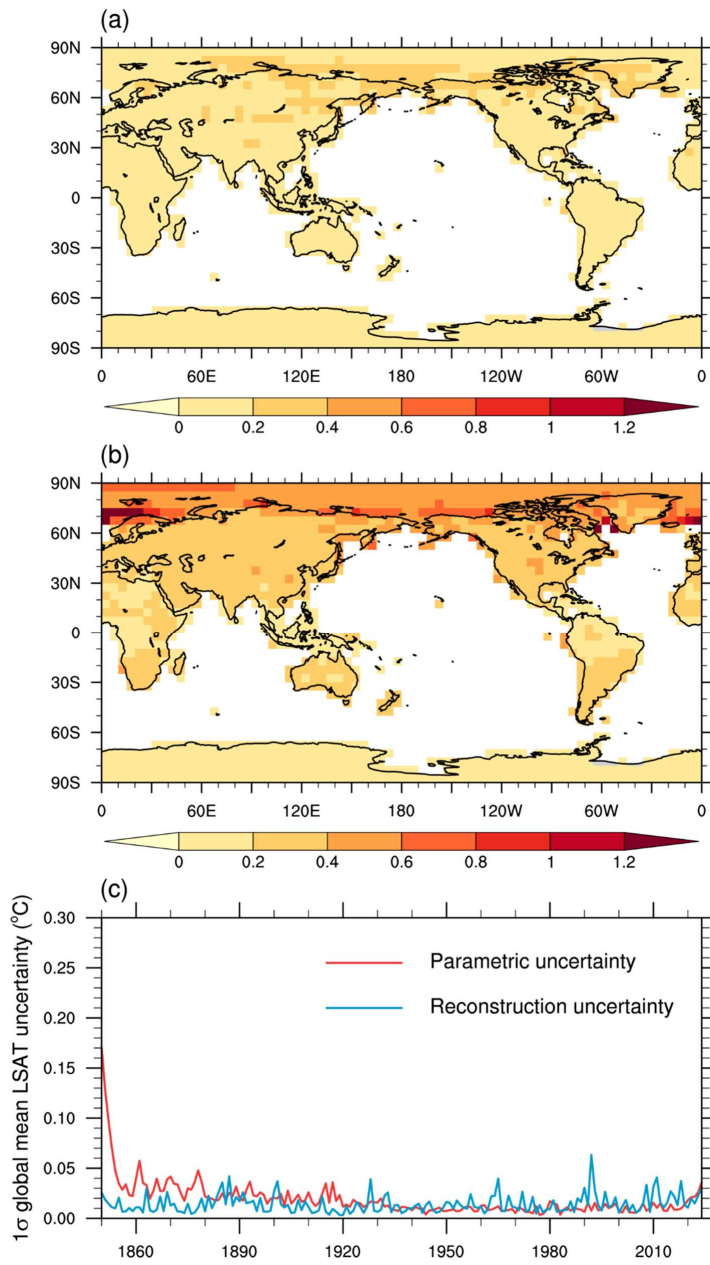 (a)
90N
60N
30N
0
30S
60S
90S
0 60E 120E 180 120W 60W 0
0 0.2 0.4 0.6 0.8 1 1.2
(b)
90N
60N
30N
0
30S
60S
90S
0 60E 120E 180 120W 60W 0
0 0.2 0.4 0.6 0.8 1 1.2
(c)
1σ global mean LSAT uncertainty (°C)
0.30
0.25
0.20
0.15
0.10
0.05
0.00
Parametric uncertainty
Reconstruction uncertainty
1860 1890 1920 1950 1980 2010